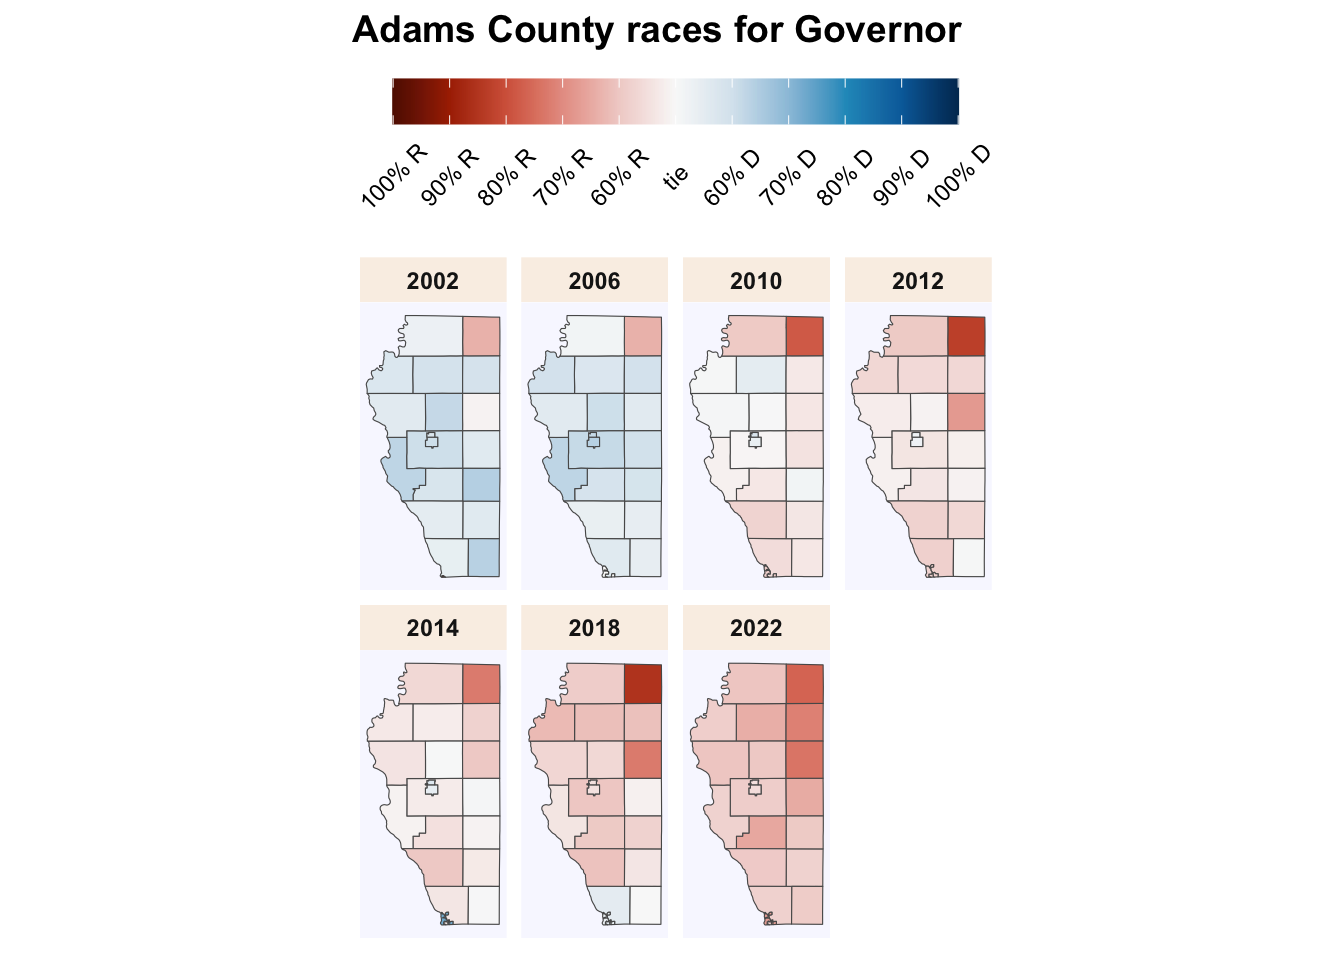 Adams County races for Governor
100% R 90% R 80% R 70% R 60% R tie 60% D 70% D 80% D 90% D 100% D
2002 2006 2010 2012
2014 2018 2022